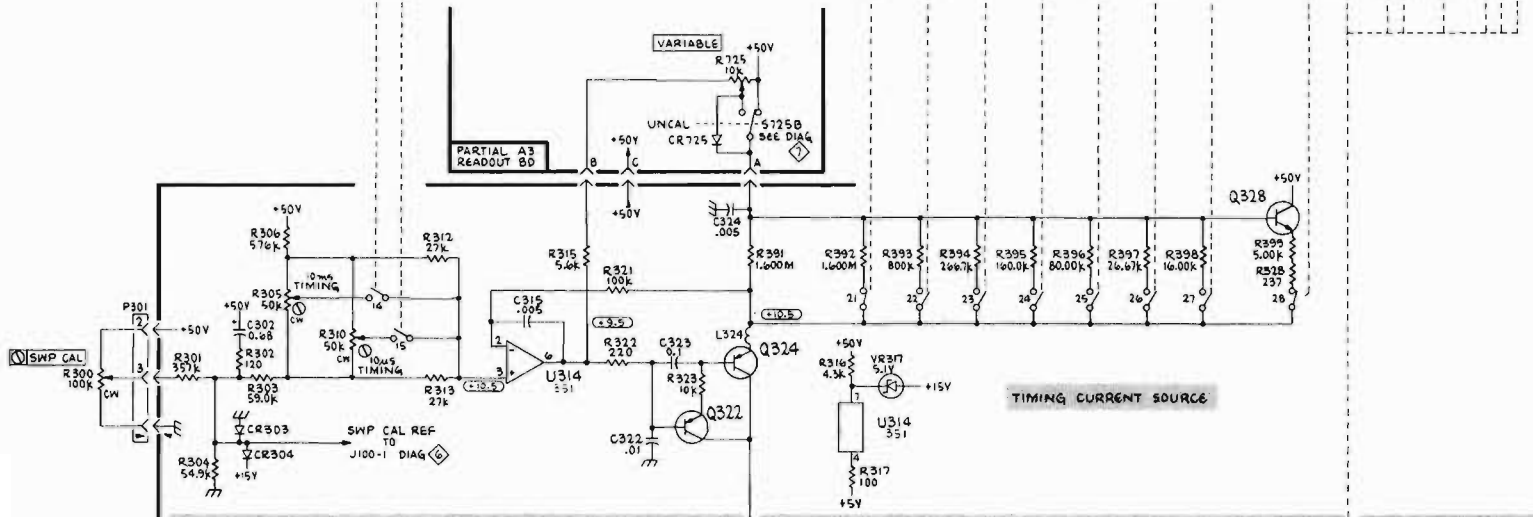 VARIABLE
+50V
R725
10k
UNCAL
S725B
SEE DIAG
7
CR725
PARTIAL A3
READOUT BD
B
C
A
+50V
+50V
+50V
R306
576k
R312
27k
10ms
TIMING
R305
50k
CW
14
+50V
C302
0.68
R310
50k
CW
15
10µs
TIMING
P301
2
+50V
SWP CAL
R300
100k
CW
3
R301
357k
R302
120
R303
59.0k
R313
27k
CR303
CR304
+15V
R304
54.9k
SWP CAL REF
TO
J100-1 DIAG 6
R315
5.6k
R321
100k
C315
.005
2
-
3
+
6
+10.5
U314
351
+9.5
R322
220
C323
0.1
R323
10k
Q322
C322
.01
C324
.005
R391
1.600M
+10.5
L324
Q324
R392
1.600M
R393
800k
R394
266.7k
R395
160.0k
R396
80.00k
R397
26.67k
R398
16.00k
Q328
+50V
R399
5.00k
R328
237
21
22
23
24
25
26
27
28
+50V
R316
4.3k
VR317
5.1V
+15V
7
U314
351
4
R317
100
+5V
TIMING CURRENT SOURCE